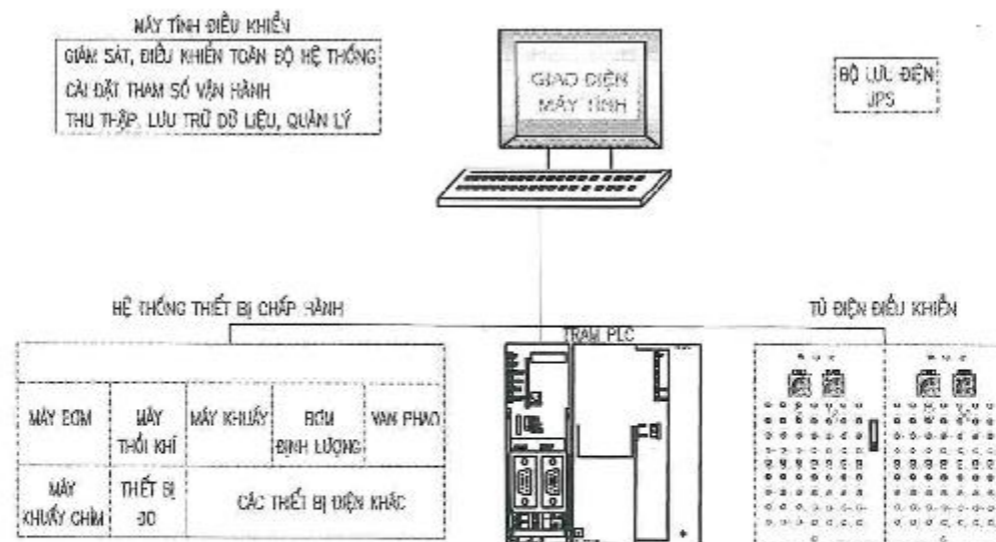 MÁY TÍNH ĐIỀU KHIỂN
GIÁM SÁT, ĐIỀU KHIỂN TOÀN BỘ HỆ THỐNG
CÀI ĐẶT THAM SỐ VẬN HÀNH
THU THẬP, LƯU TRỮ DỮ LIỆU, QUẢN LÝ
GIAO DIỆN
MÁY TÍNH
BỘ LƯU ĐIỆN
UPS
HỆ THỐNG THIẾT BỊ CHẤP HÀNH
TRẠM PLC
TỦ ĐIỆN ĐIỀU KHIỂN
MÁY BƠM
MÁY
THỔI KHÍ
MÁY KHUẤY
BƠM
ĐỊNH LƯỢNG
VAN PHAO
MÁY
KHUẤY CHÌM
THIẾT BỊ
ĐO
CÁC THIẾT BỊ ĐIỆN KHÁC